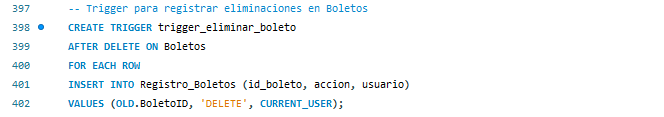 397 -- Trigger para registrar eliminaciones en Boletos
398 CREATE TRIGGER trigger_eliminar_boleto
399 AFTER DELETE ON Boletos
400 FOR EACH ROW
401 INSERT INTO Registro_Boletos (id_boleto, accion, usuario)
402 VALUES (OLD.BoletoID, 'DELETE', CURRENT_USER);